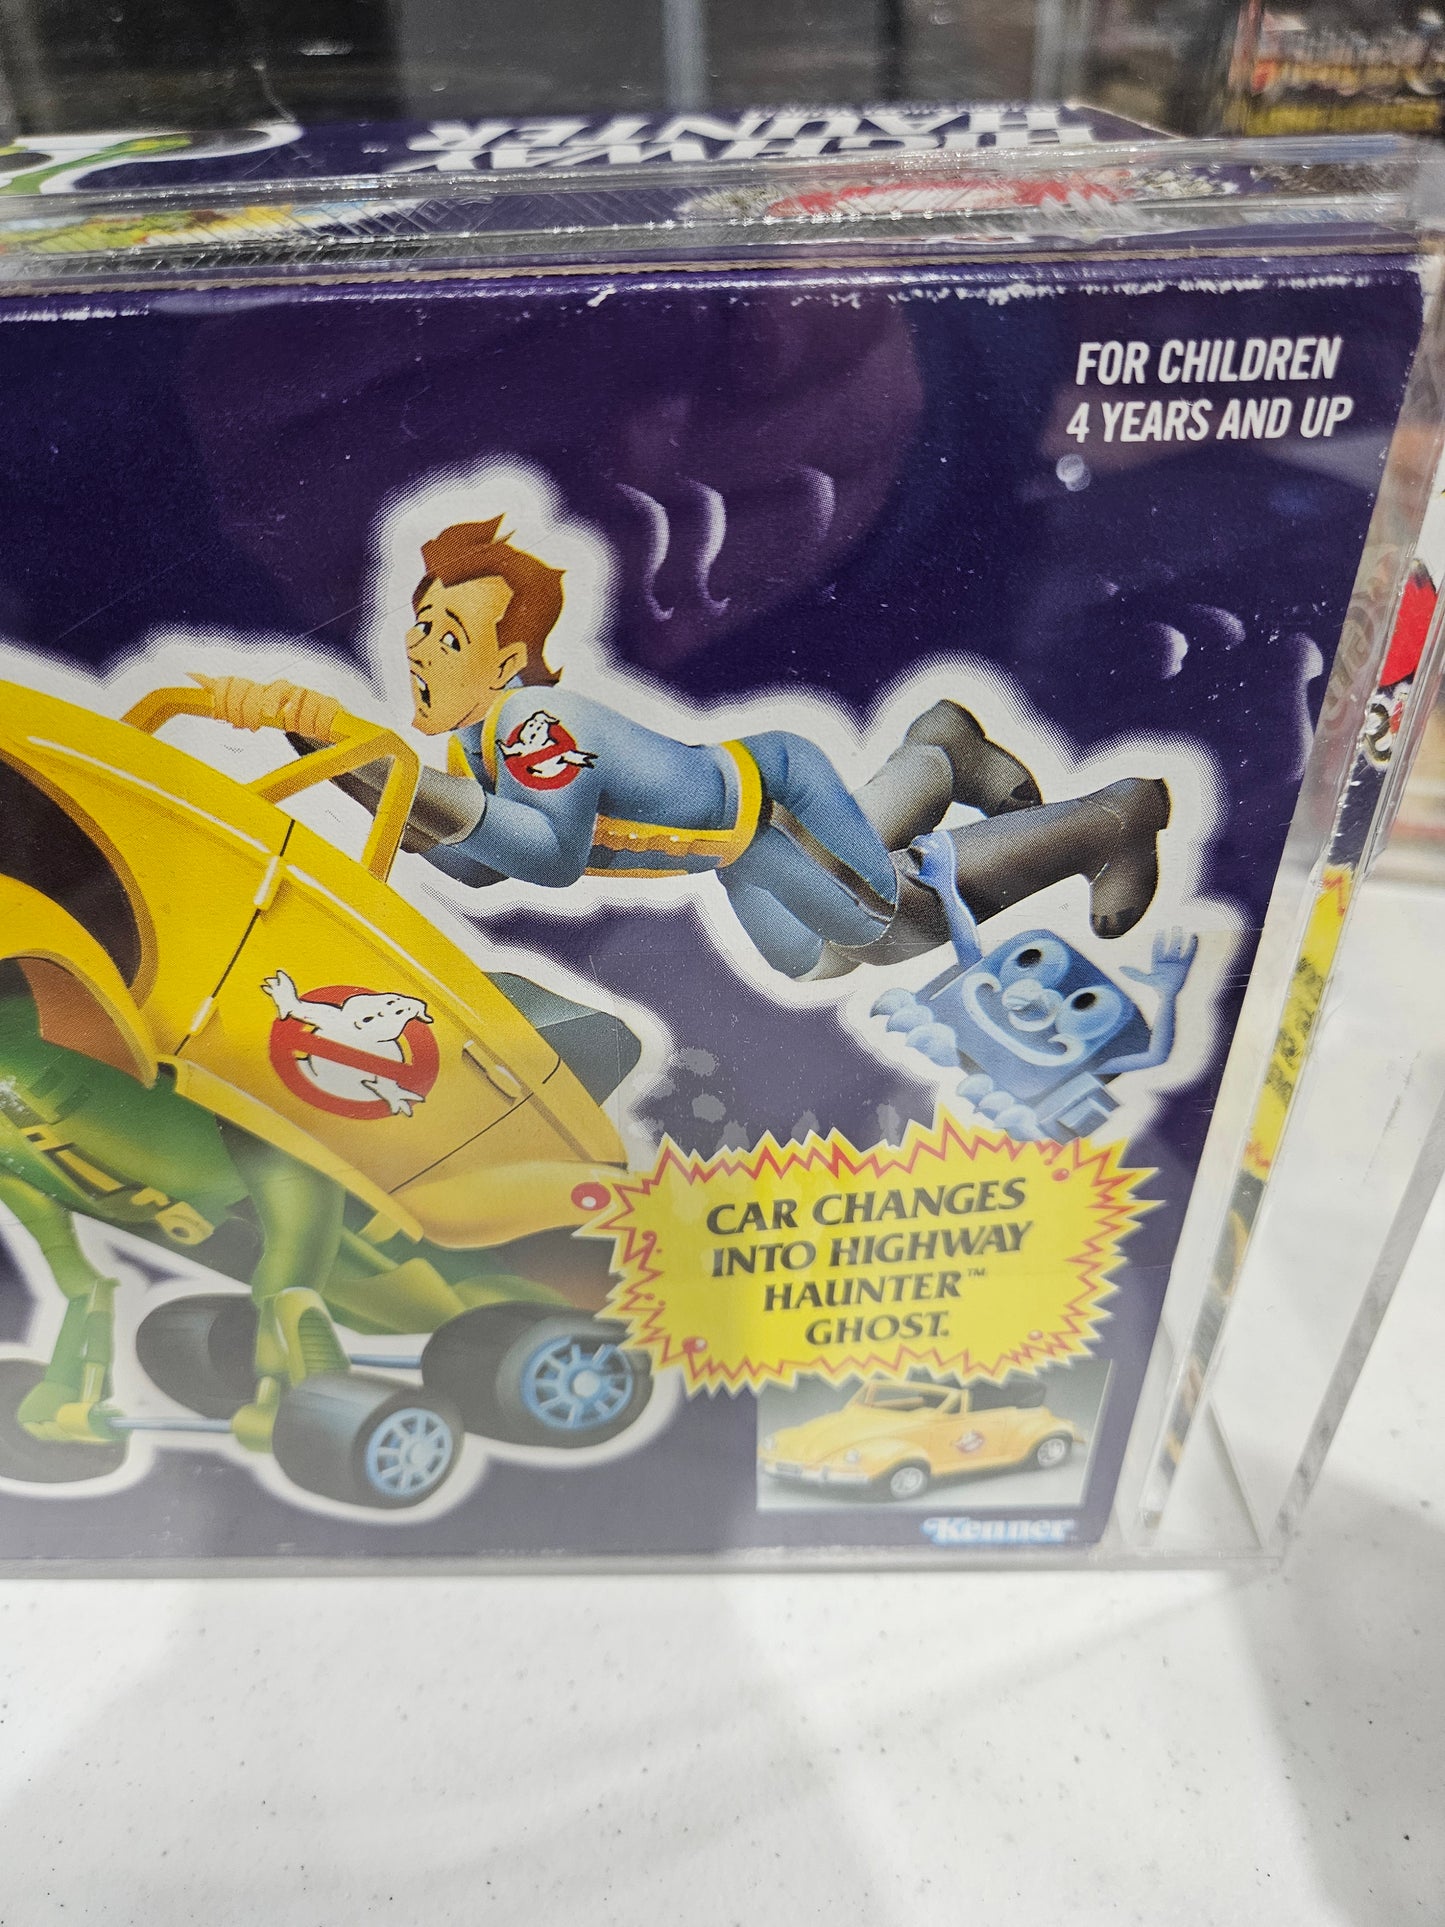 HIGHWAY
HAUNTER
FOR CHILDREN
4 YEARS AND UP
CAR CHANGES
INTO HIGHWAY
HAUNTER™
GHOST.
Kenner